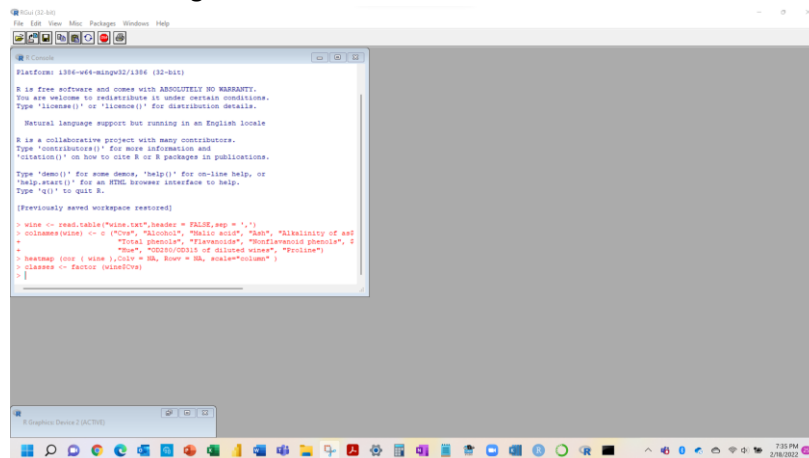 RGui (32-bit)
File Edit View Misc Packages Windows Help
STOP
R Console
Platform: i386-w64-mingw32/i386 (32-bit)
R is free software and comes with ABSOLUTELY NO WARRANTY.
You are welcome to redistribute it under certain conditions.
Type 'license()' or 'licence()' for distribution details.
Natural language support but running in an English locale
R is a collaborative project with many contributors.
Type 'contributors()' for more information and
'citation()' on how to cite R or R packages in publications.
Type 'demo()' for some demos, 'help()' for on-line help, or
'help.start()' for an HTML browser interface to help.
Type 'q()' to quit R.
[Previously saved workspace restored]
> wine <- read.table("wine.txt",header = FALSE,sep = ',')
> colnames(wine) <- c ("Cvs", "Alcohol", "Malic acid", "Ash", "Alkalinity of as$
+ "Total phenols", "Flavanoids", "Nonflavanoid phenols", $
+ "Hue", "OD280/OD315 of diluted wines", "Proline")
> heatmap (cor ( wine ),Colv = NA, Rowv = NA, scale="column" )
> classes <- factor (wine$Cvs)
>
R Graphics: Device 2 (ACTIVE)
7:35 PM
2/18/2022